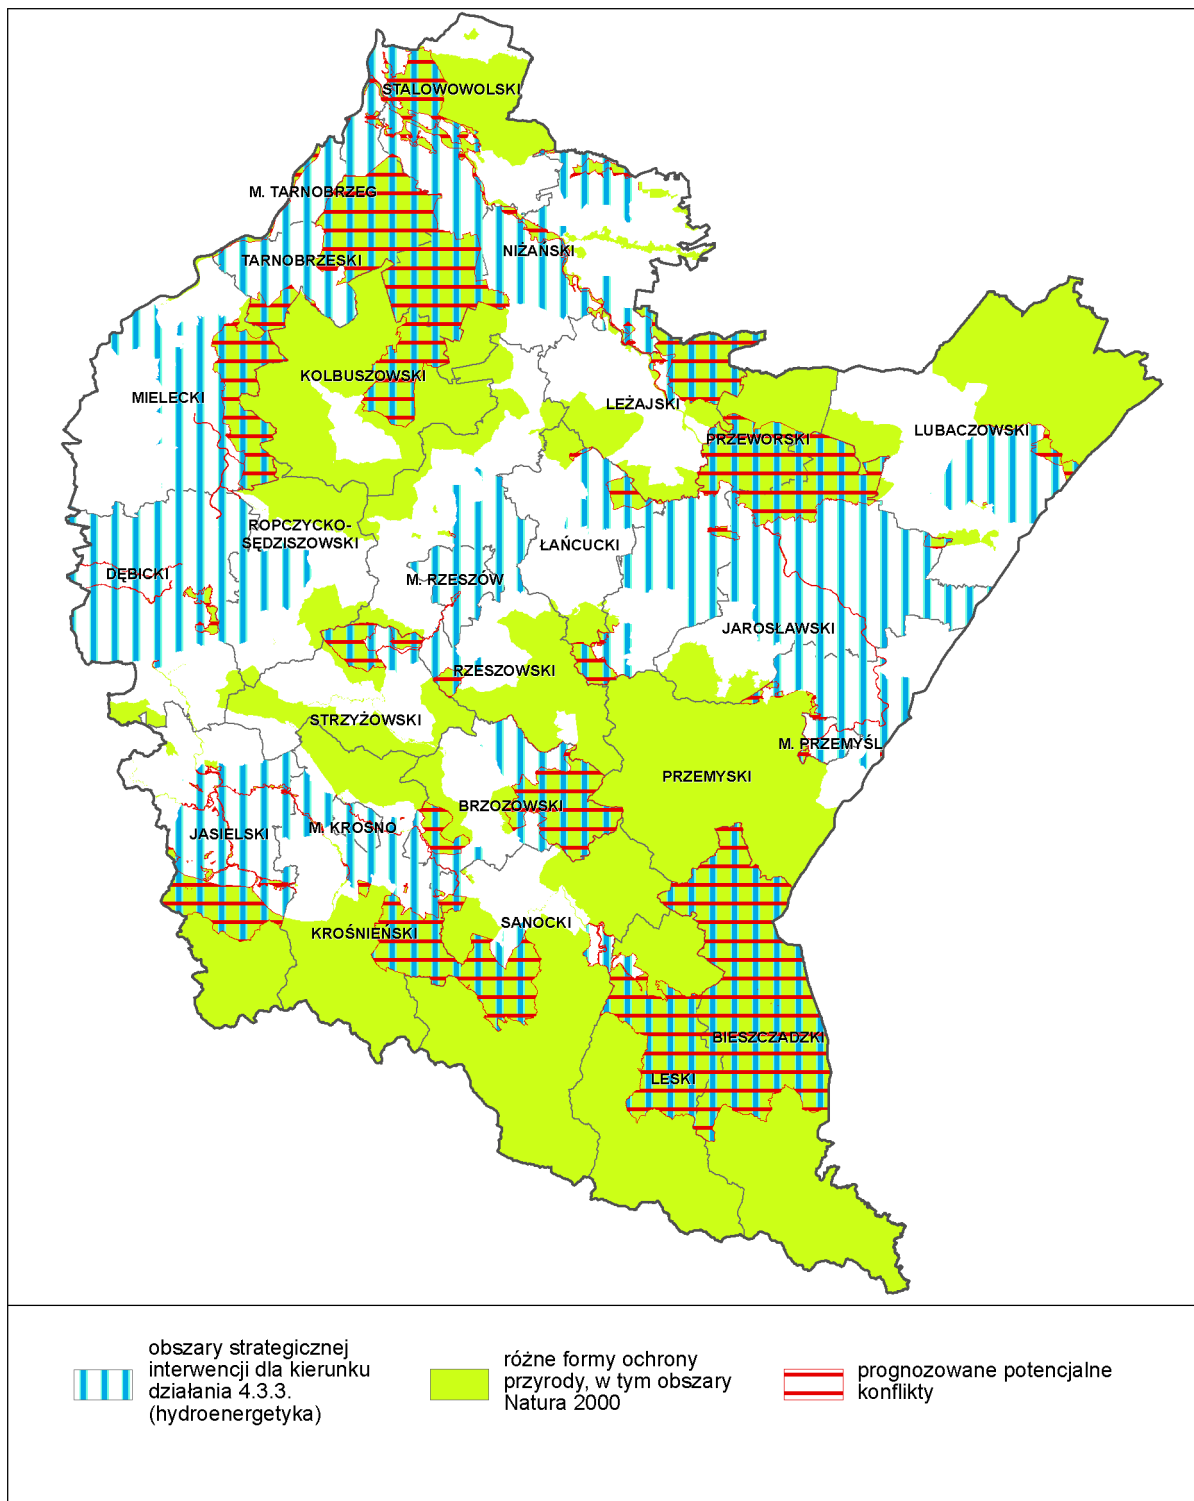 STALOWOWOLSKI
M. TARNOBRZEG
TARNOBRZESKI
NIŻAŃSKI
KOLBUSZOWSKI
MIELECKI
LEŻAJSKI
LUBACZOWSKI
PRZEWORSKI
ROPCZYCKO-
SĘDZISZOWSKI
ŁAŃCUCKI
DĘBICKI
M. RZESZÓW
JAROSŁAWSKI
RZESZOWSKI
STRZYŻOWSKI
M. PRZEMYŚL
PRZEMYSKI
BRZOZOWSKI
JASIELSKI
M. KROSNO
SANOCKI
KROŚNIEŃSKI
BIESZCZADZKI
LESKI
obszary strategicznej
interwencji dla kierunku
działania 4.3.3.
(hydroenergetyka)
różne formy ochrony
przyrody, w tym obszary
Natura 2000
prognozowane potencjalne
konflikty